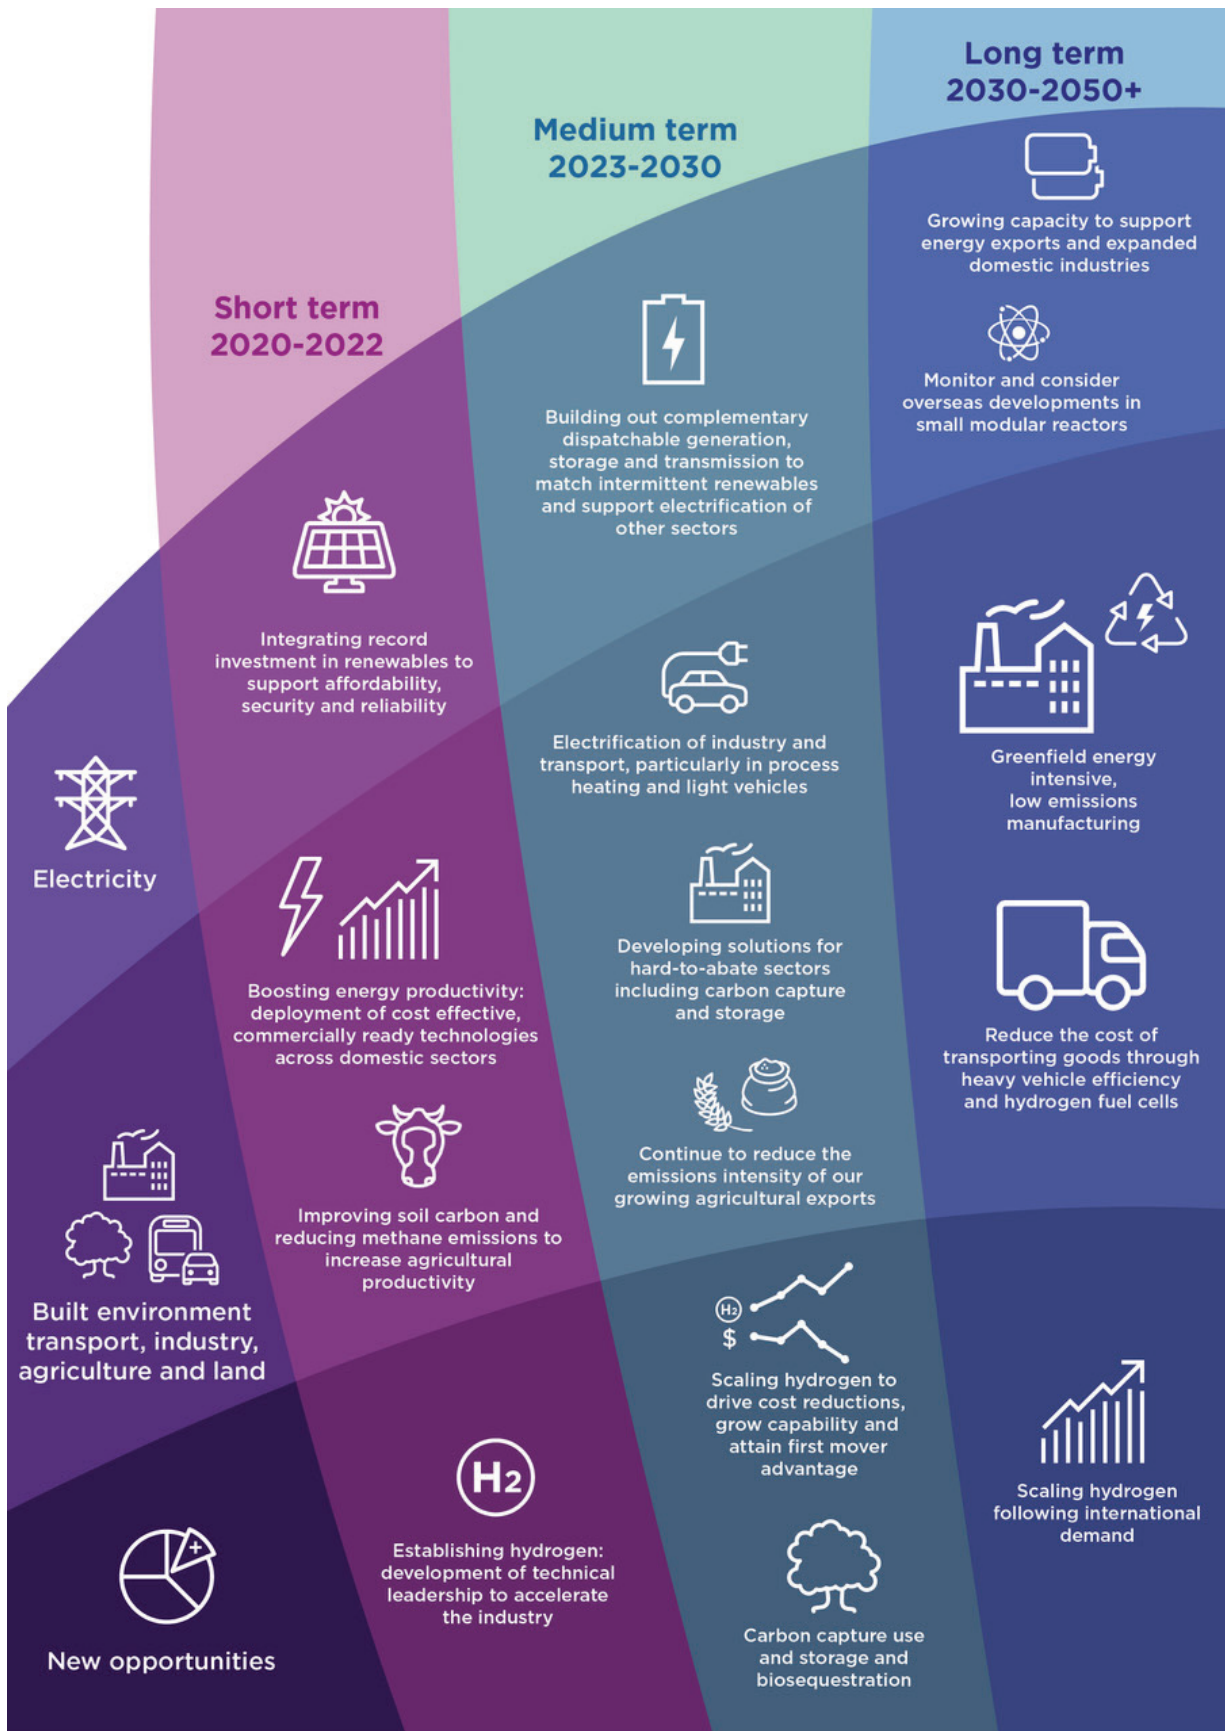 Long term
2030-2050+
Medium term
2023-2030
Short term
2020-2022
Electricity
Integrating record
investment in renewables to
support affordability,
security and reliability
Building out complementary
dispatchable generation,
storage and transmission to
match intermittent renewables
and support electrification of
other sectors
Growing capacity to support
energy exports and expanded
domestic industries
Monitor and consider
overseas developments in
small modular reactors
Built environment
transport, industry,
agriculture and land
Boosting energy productivity:
deployment of cost effective,
commercially ready technologies
across domestic sectors
Improving soil carbon and
reducing methane emissions to
increase agricultural
productivity
Electrification of industry and
transport, particularly in process
heating and light vehicles
Developing solutions for
hard-to-abate sectors
including carbon capture
and storage
Continue to reduce the
emissions intensity of our
growing agricultural exports
Greenfield energy
intensive,
low emissions
manufacturing
Reduce the cost of
transporting goods through
heavy vehicle efficiency
and hydrogen fuel cells
New opportunities
H2
Establishing hydrogen:
development of technical
leadership to accelerate
the industry
H2
$
Scaling hydrogen to
drive cost reductions,
grow capability and
attain first mover
advantage
Carbon capture use
and storage and
biosequestration
Scaling hydrogen
following international
demand